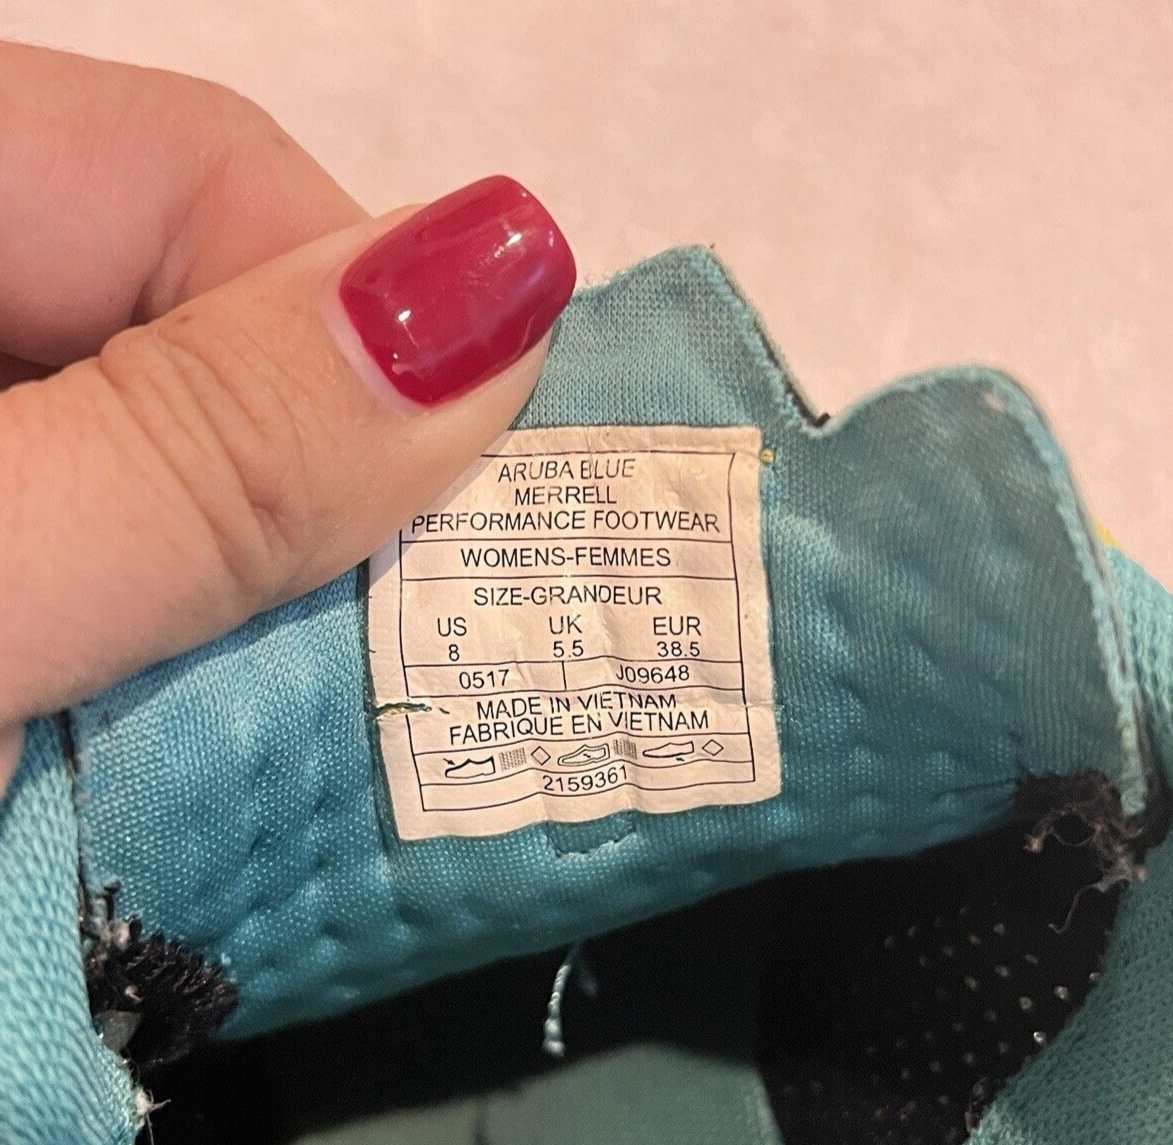 ARUBA BLUE
MERRELL
PERFORMANCE FOOTWEAR
WOMENS-FEMMES
SIZE-GRANDEUR
US UK EUR
8 5.5 38.5
0517 J09648
MADE IN VIETNAM
FABRIQUE EN VIETNAM
2159361